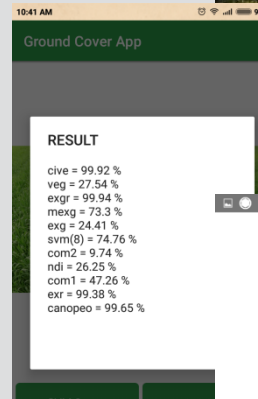 10:41 AM
Ground Cover App
RESULT
cive = 99.92 %
veg = 27.54 %
exgr = 99.94 %
mexg = 73.3 %
exg = 24.41 %
svm(8) = 74.76 %
com2 = 9.74 %
ndi = 26.25 %
com1 = 47.26 %
exr = 99.38 %
canopeo = 99.65 %